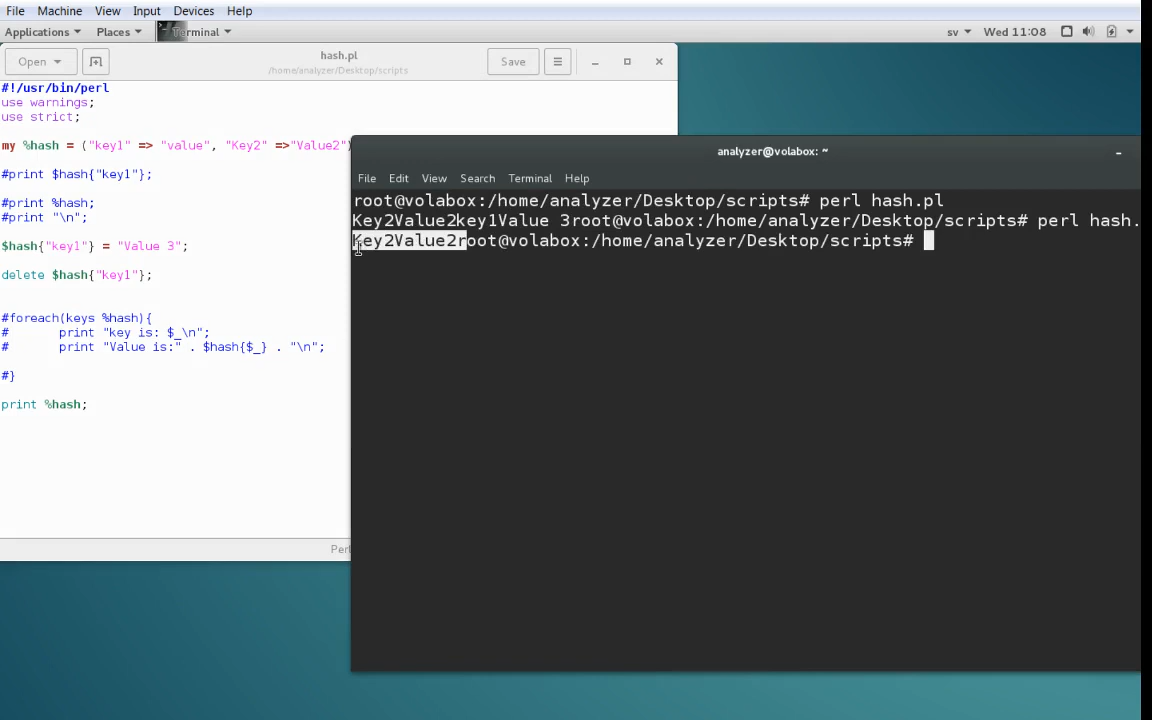 File Machine View Input Devices Help
Applications Places Terminal sv Wed 11:08
Open hash.pl Save
/home/analyzer/Desktop/scripts
#!/usr/bin/perl
use warnings;
use strict;
my %hash = ("key1" => "value", "Key2" =>"Value2")
#print $hash{"key1"};
#print %hash;
#print "\n";
$hash{"key1"} = "Value 3";
delete $hash{"key1"};
#foreach(keys %hash){
# print "key is: $_\n";
# print "Value is:" . $hash{$_} . "\n";
#}
print %hash;
Perl
analyzer@volabox: ~
File Edit View Search Terminal Help
root@volabox:/home/analyzer/Desktop/scripts# perl hash.pl
Key2Value2key1Value 3root@volabox:/home/analyzer/Desktop/scripts# perl hash.
Key2Value2root@volabox:/home/analyzer/Desktop/scripts#